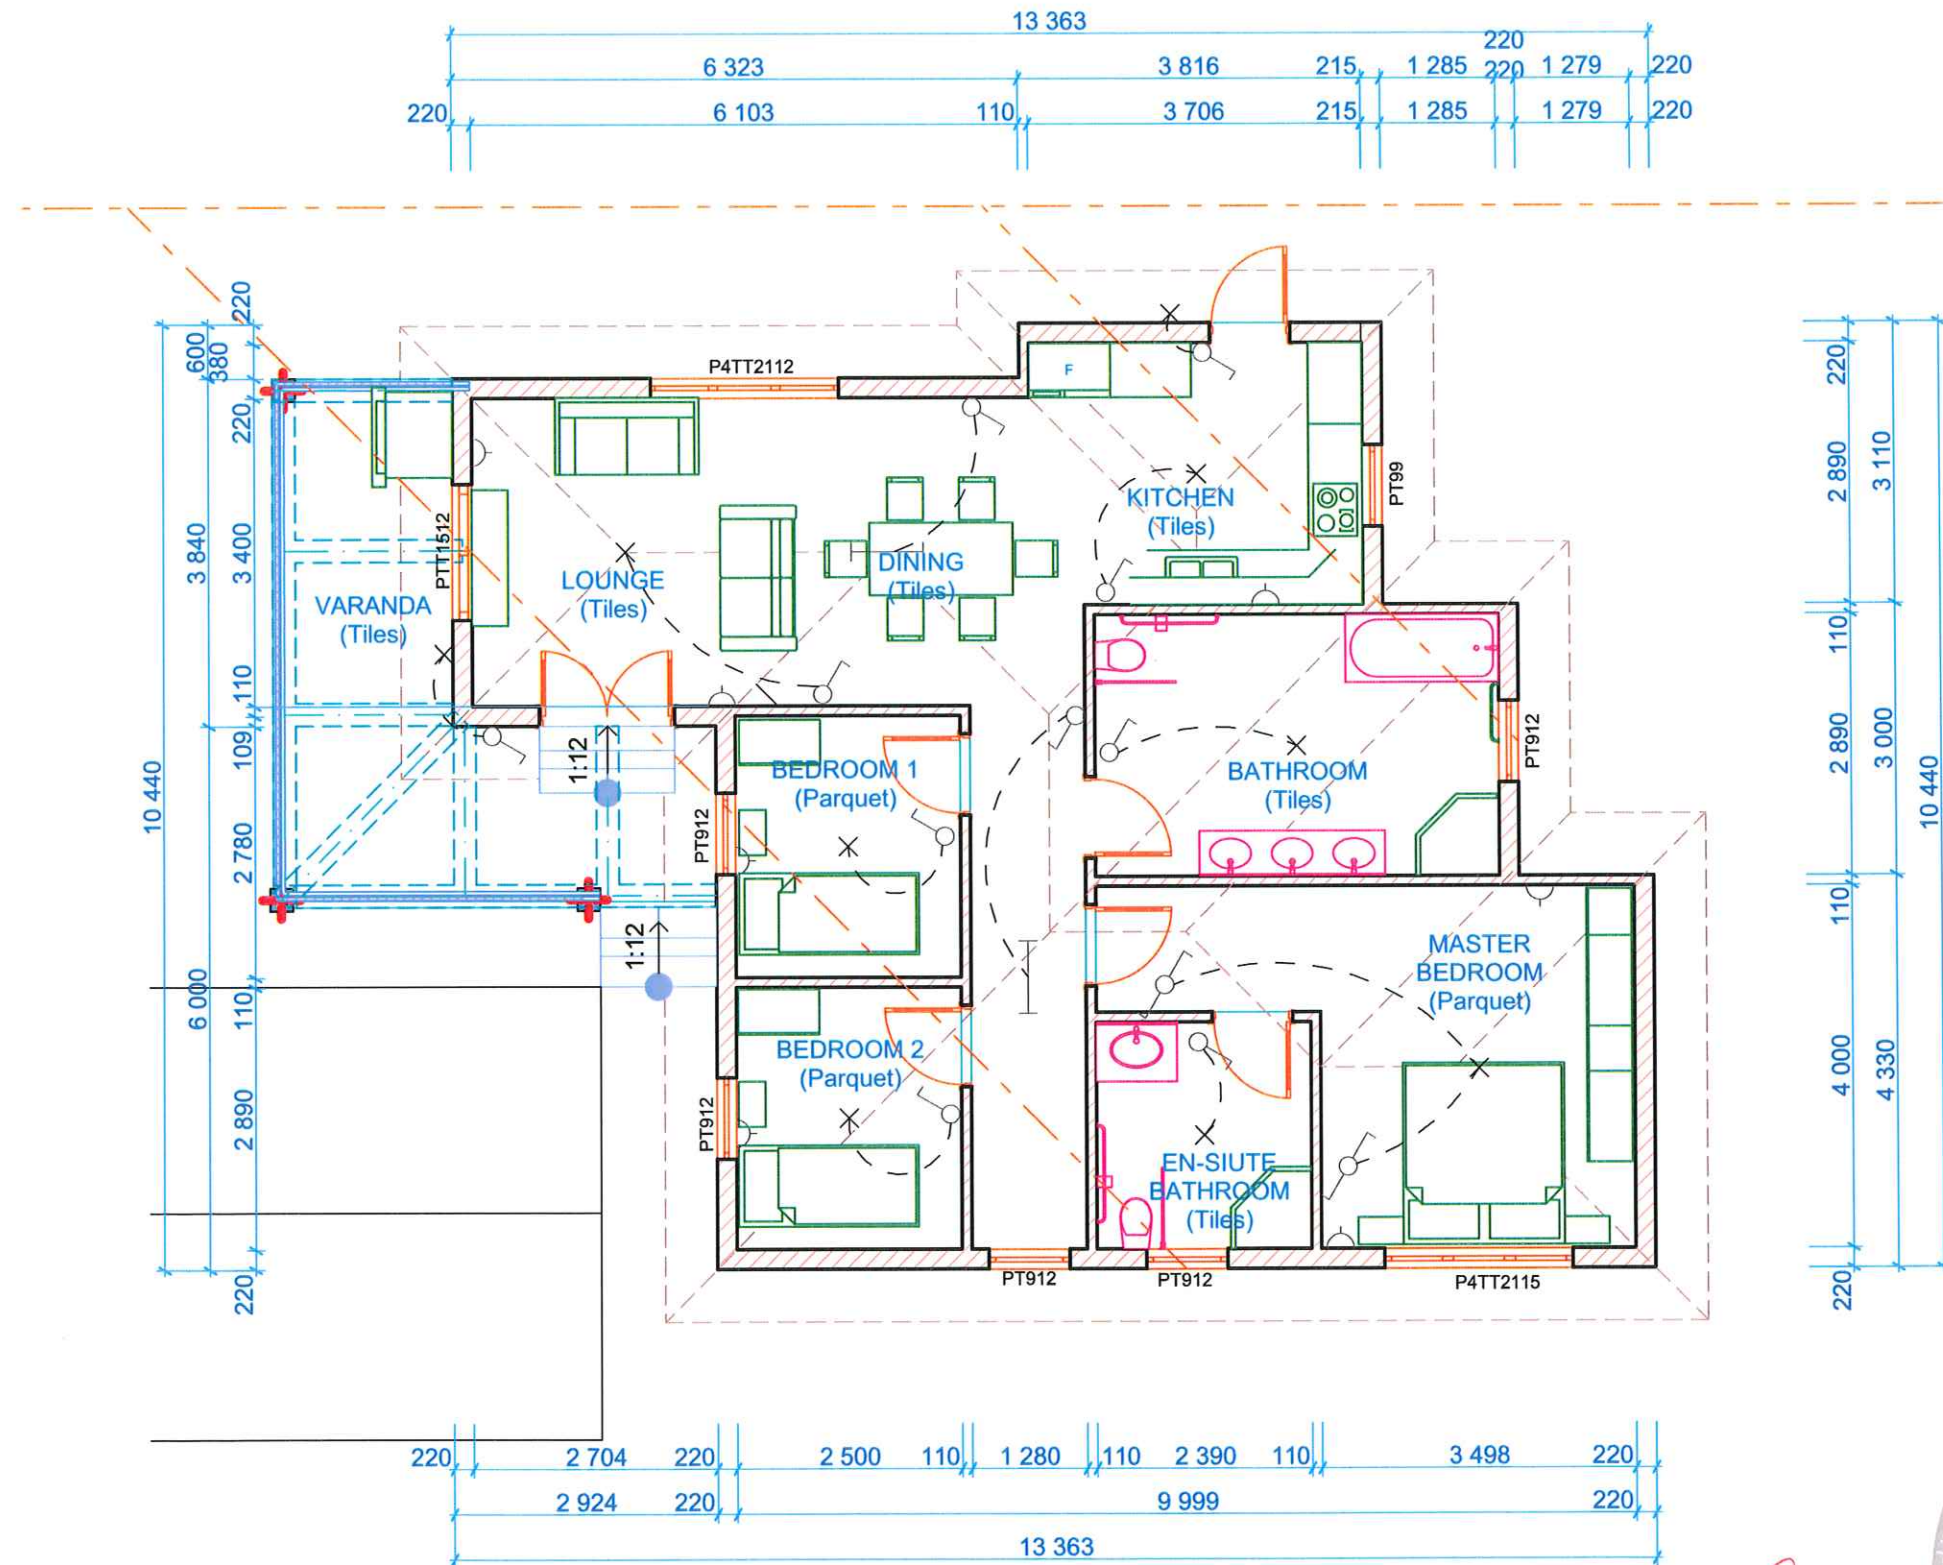 13 363
220
6 323 3 816 215 1 285 220 1 279 220
220 6 103 110 3 706 215 1 285 1 279 220
10 440
600
3 840
6 000
220
380
220
3 400
110
109
2 780
110
2 890
220
P4TT2112
F
PTT1512
PT99
VARANDA
(Tiles)
LOUNGE
(Tiles)
DINING
(Tiles)
KITCHEN
(Tiles)
1:12
1:12
BEDROOM 1
(Parquet)
PT912
BATHROOM
(Tiles)
PT912
BEDROOM 2
(Parquet)
PT912
MASTER
BEDROOM
(Parquet)
EN-SIUTE
BATHROOM
(Tiles)
PT912
PT912
P4TT2115
220
2 890
110
2 890
110
4 000
220
3 110
3 000
4 330
10 440
220 2 704 220 2 500 110 1 280 110 2 390 110 3 498 220
2 924 220 9 999 220
13 363